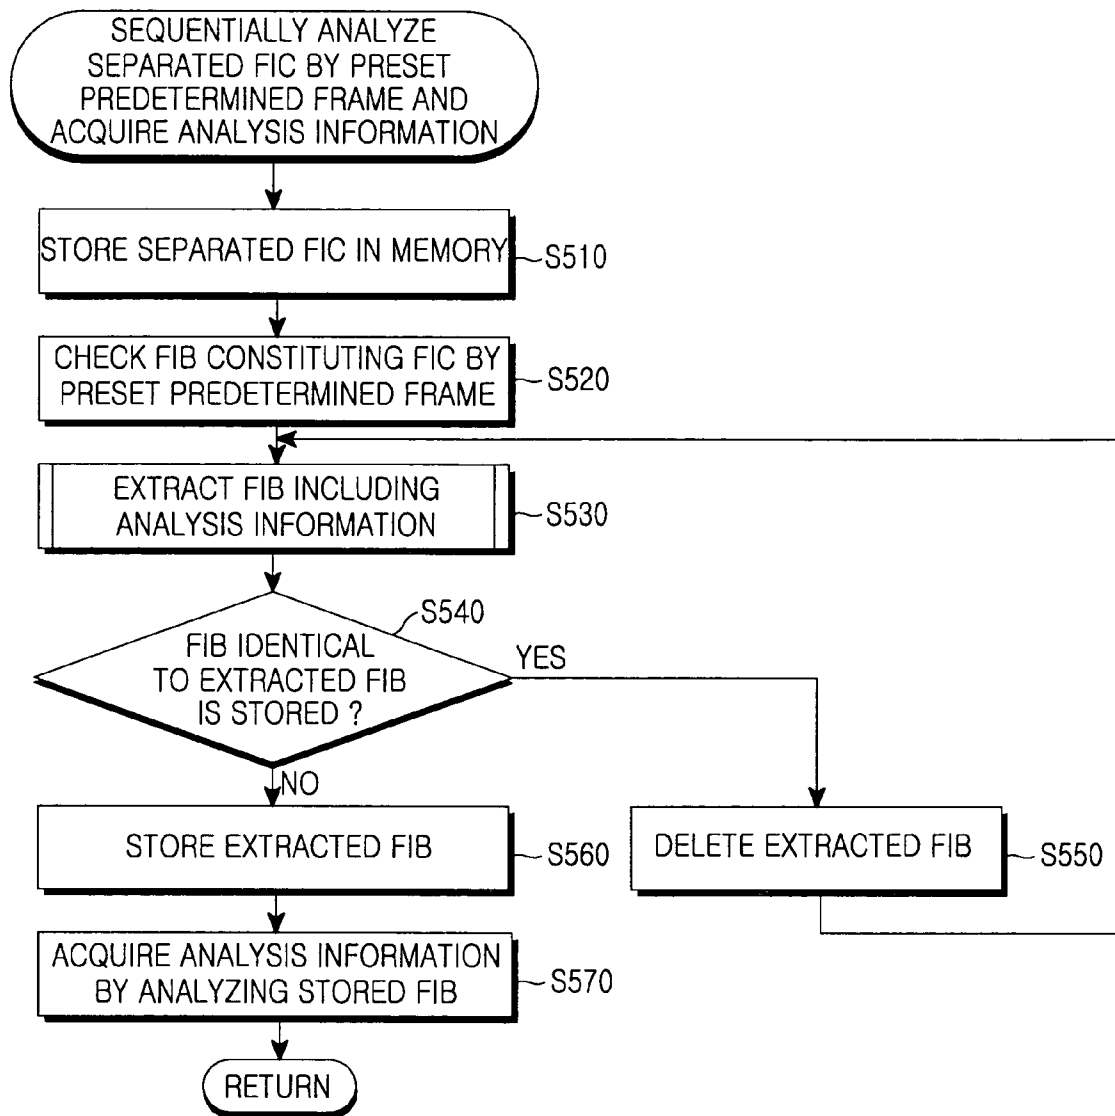 SEQUENTIALLY ANALYZE
SEPARATED FIC BY PRESET
PREDETERMINED FRAME AND
ACQUIRE ANALYSIS INFORMATION
STORE SEPARATED FIC IN MEMORY
S510
CHECK FIB CONSTITUTING FIC BY
PRESET PREDETERMINED FRAME
S520
EXTRACT FIB INCLUDING
ANALYSIS INFORMATION
S530
S540
FIB IDENTICAL
TO EXTRACTED FIB
IS STORED ?
YES
NO
STORE EXTRACTED FIB
S560
DELETE EXTRACTED FIB
S550
ACQUIRE ANALYSIS INFORMATION
BY ANALYZING STORED FIB
S570
RETURN